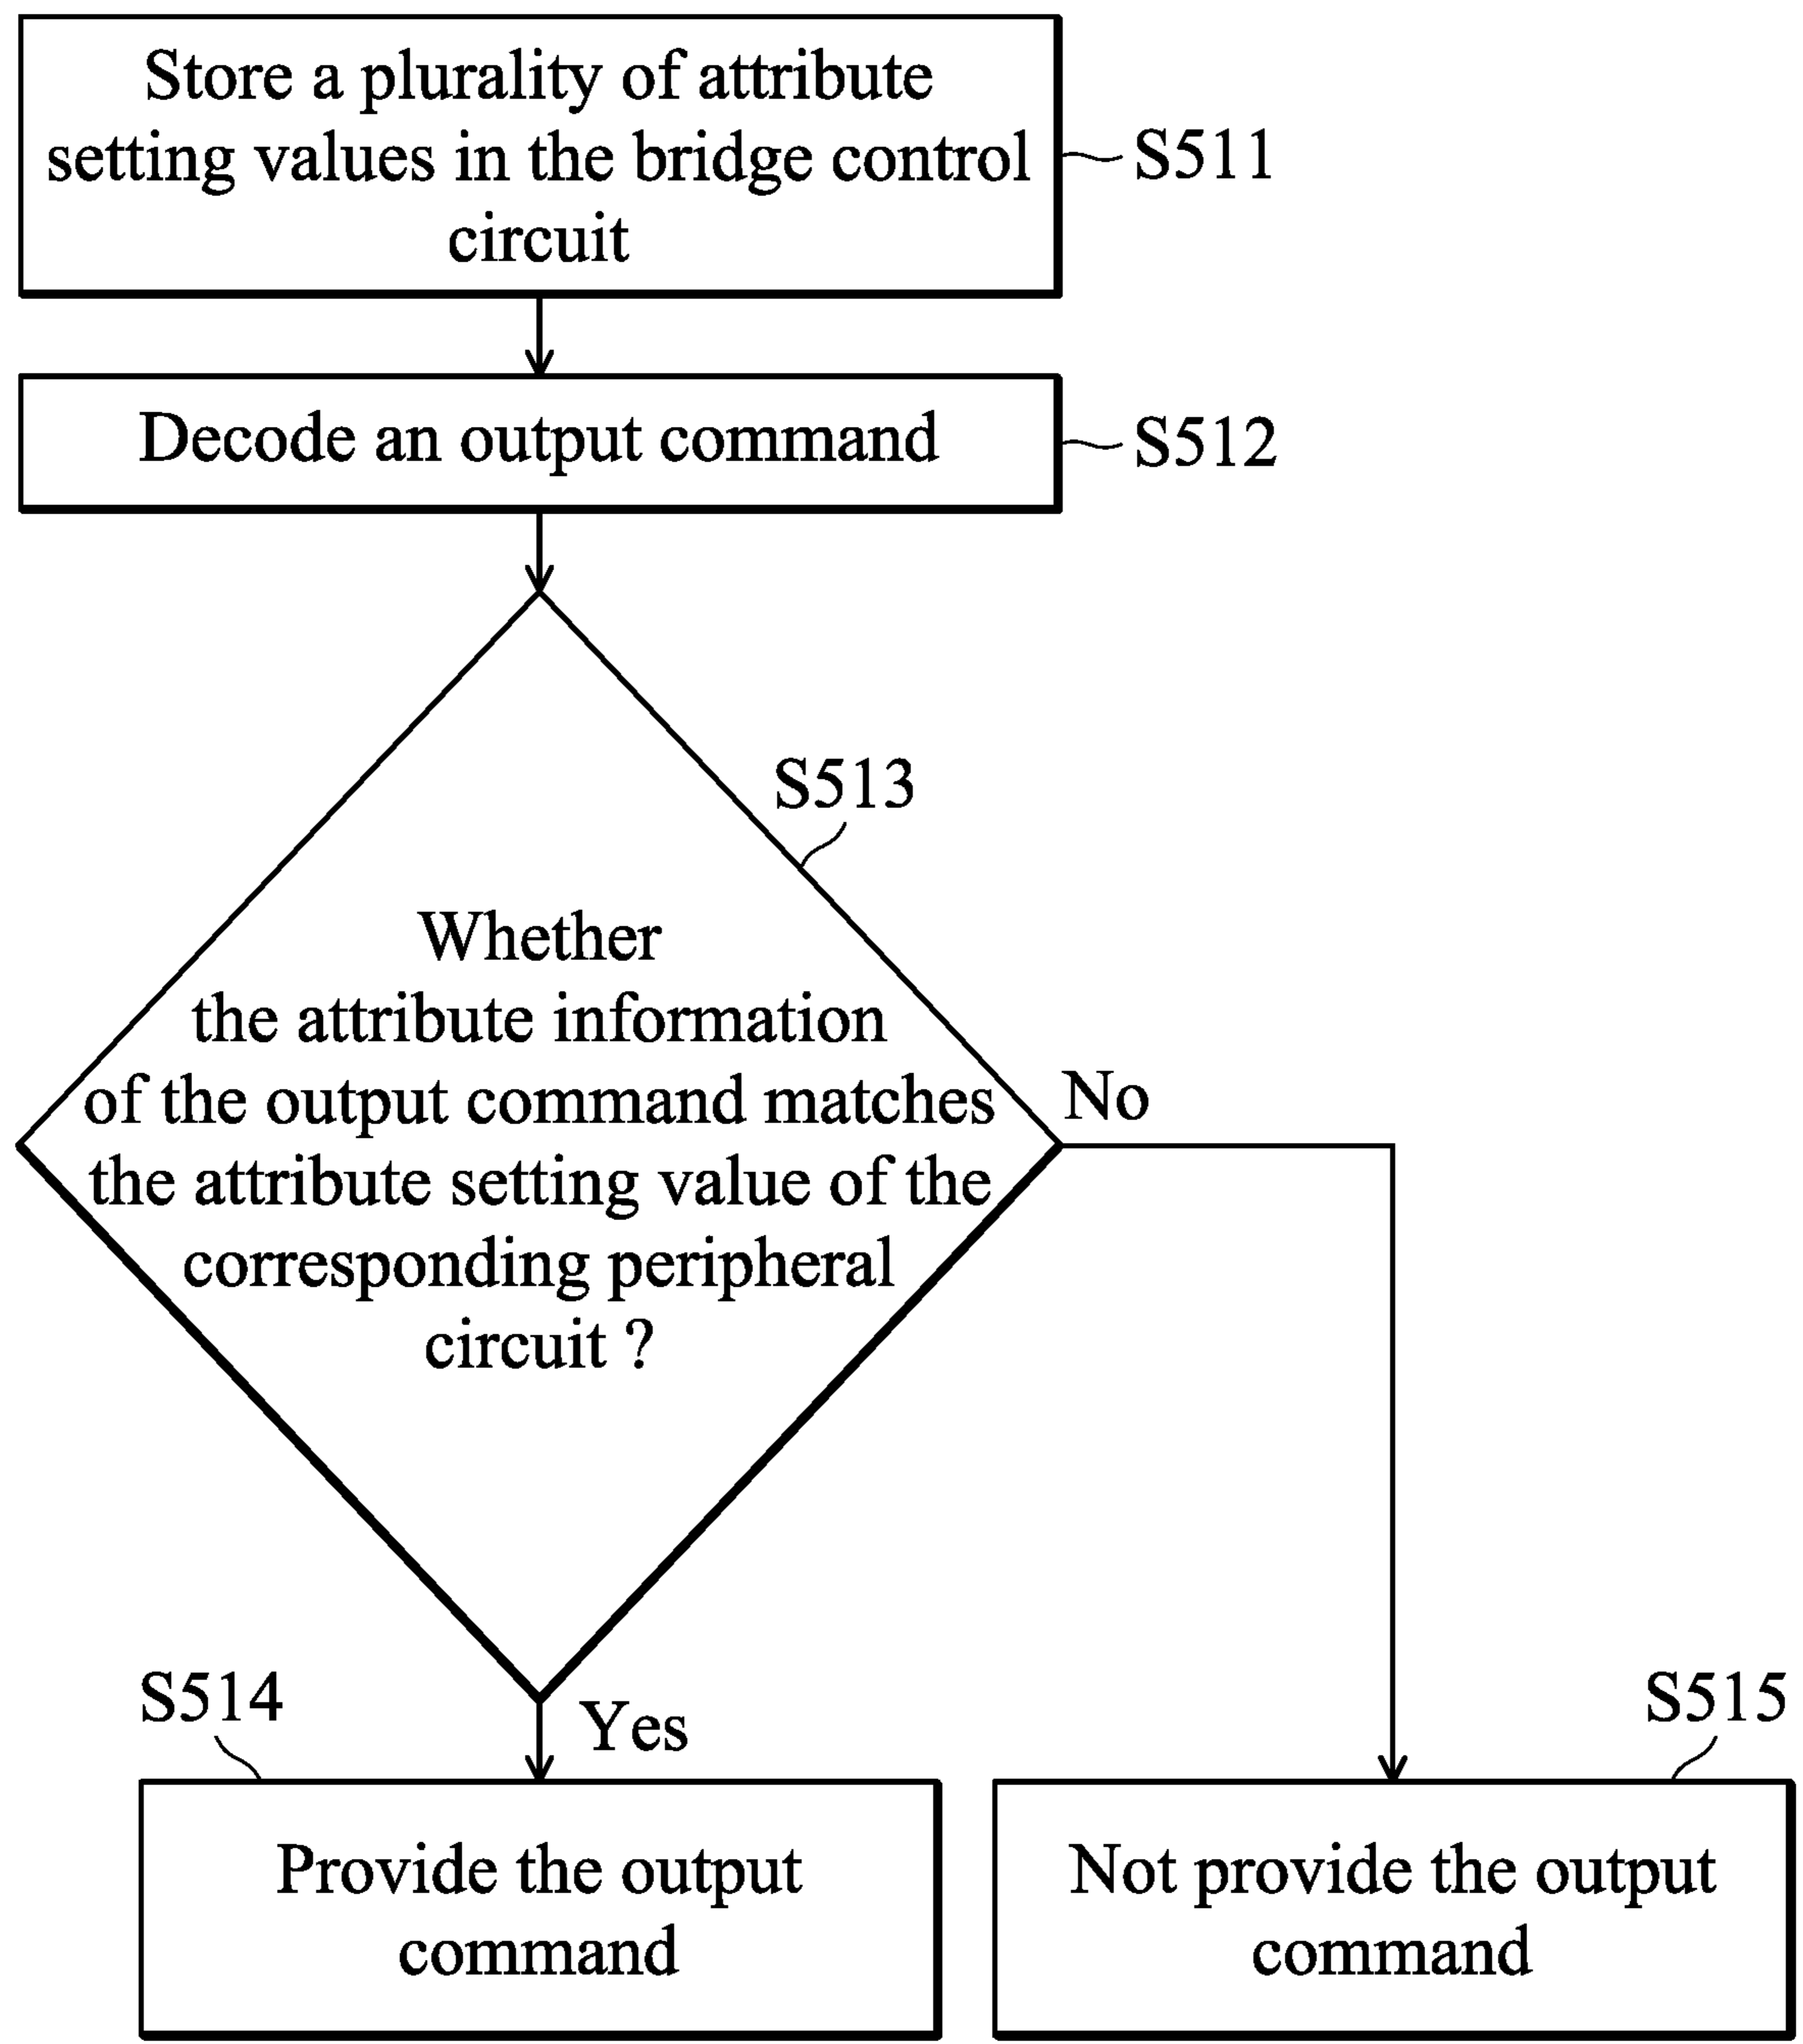 Store a plurality of attribute
setting values in the bridge control
circuit
S511
Decode an output command
S512
S513
Whether
the attribute information
of the output command matches
the attribute setting value of the
corresponding peripheral
circuit ?
No
Yes
S514
Provide the output
command
S515
Not provide the output
command